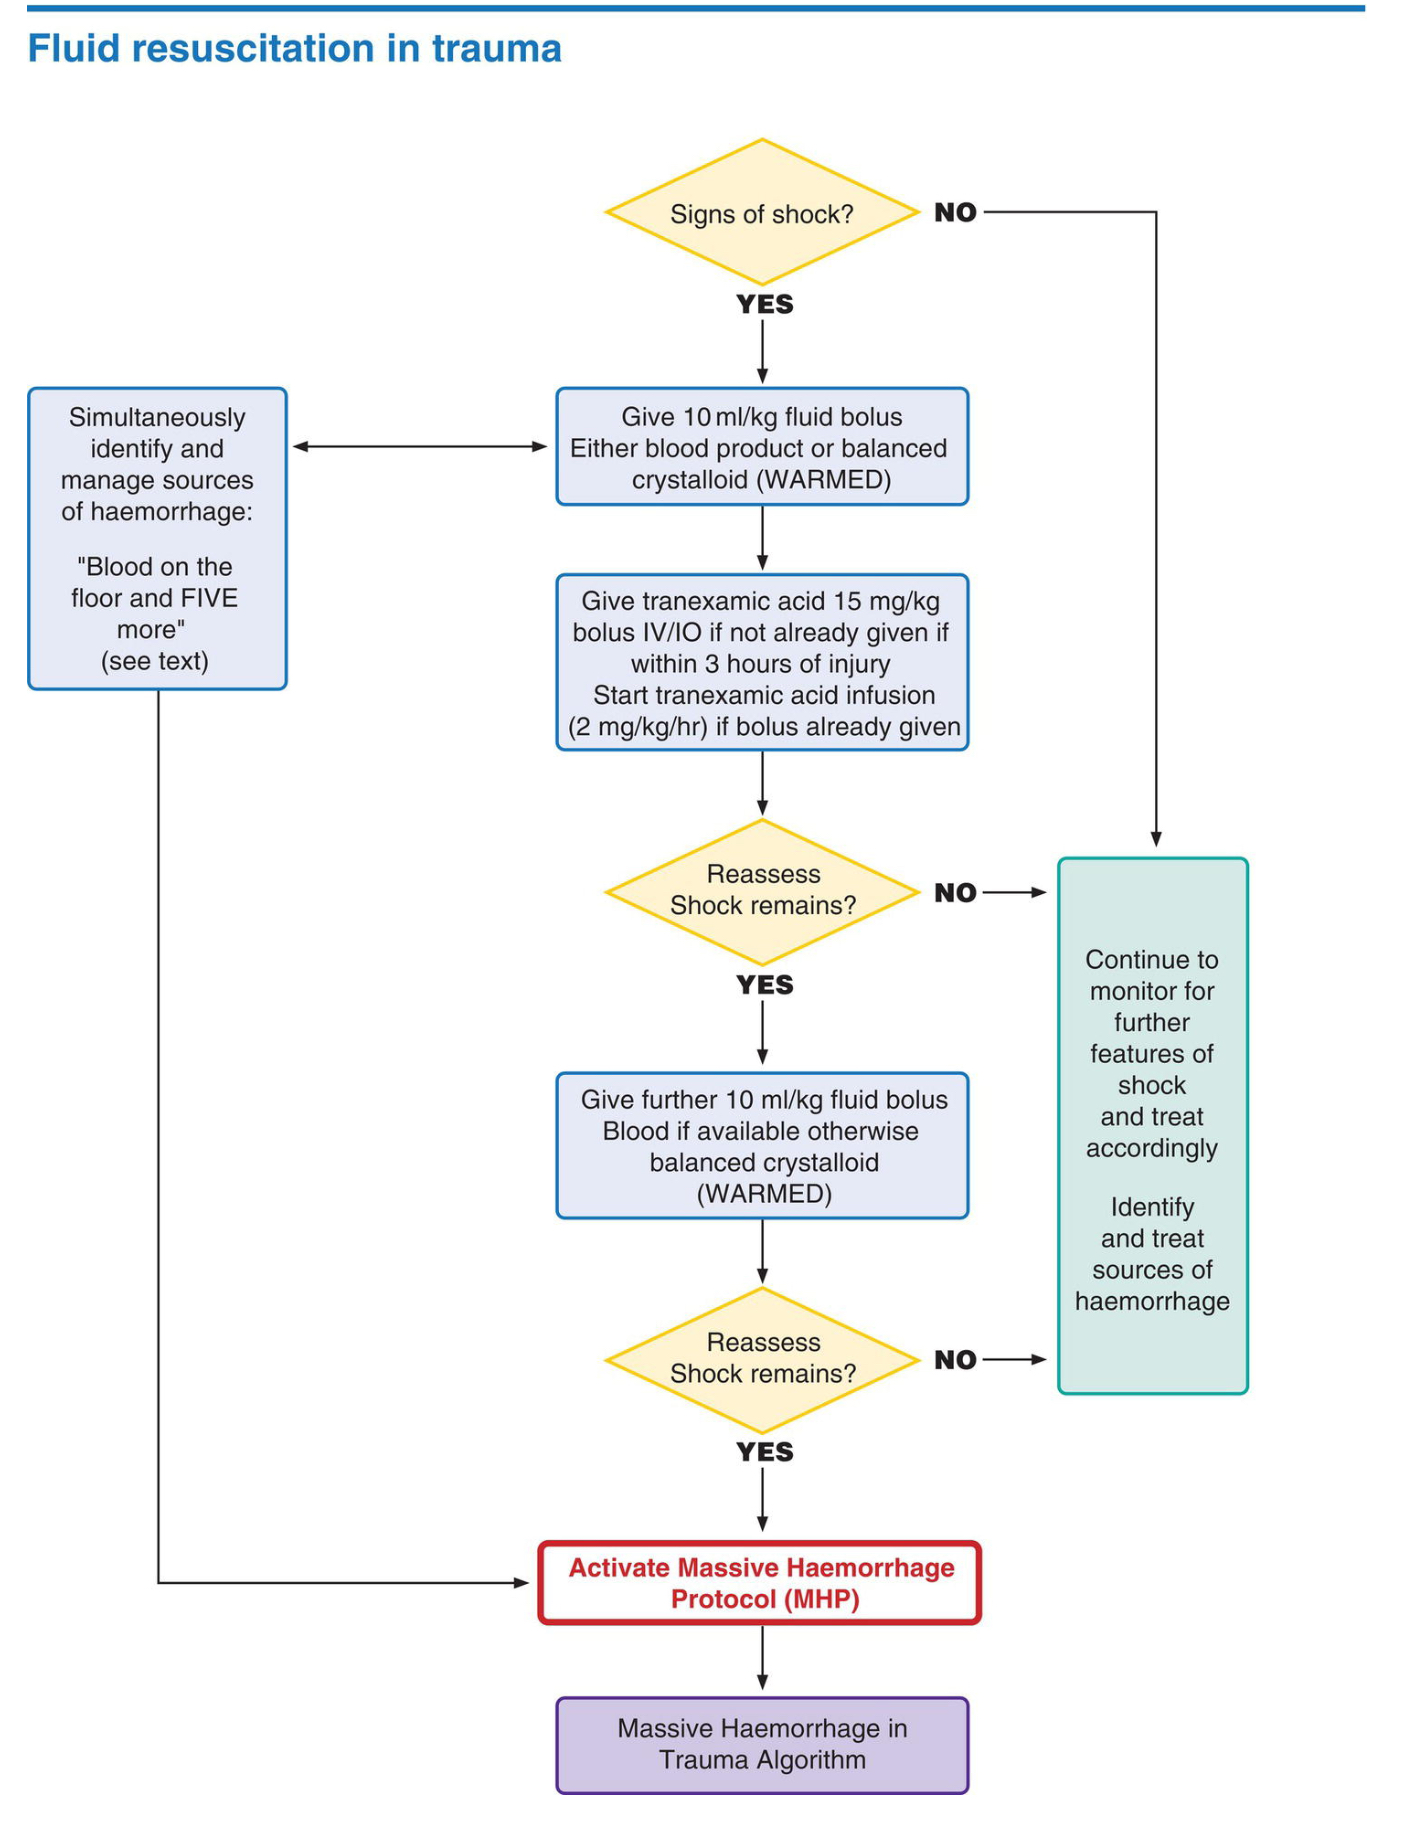 Fluid resuscitation in trauma
Signs of shock?
NO
YES
Simultaneously
identify and
manage sources
of haemorrhage:
"Blood on the
floor and FIVE
more"
(see text)
Give 10 ml/kg fluid bolus
Either blood product or balanced
crystalloid (WARMED)
Give tranexamic acid 15 mg/kg
bolus IV/IO if not already given if
within 3 hours of injury
Start tranexamic acid infusion
(2 mg/kg/hr) if bolus already given
Reassess
Shock remains?
NO
YES
Continue to
monitor for
further
features of
shock
and treat
accordingly
Identify
and treat
sources of
haemorrhage
Give further 10 ml/kg fluid bolus
Blood if available otherwise
balanced crystalloid
(WARMED)
Reassess
Shock remains?
NO
YES
Activate Massive Haemorrhage
Protocol (MHP)
Massive Haemorrhage in
Trauma Algorithm